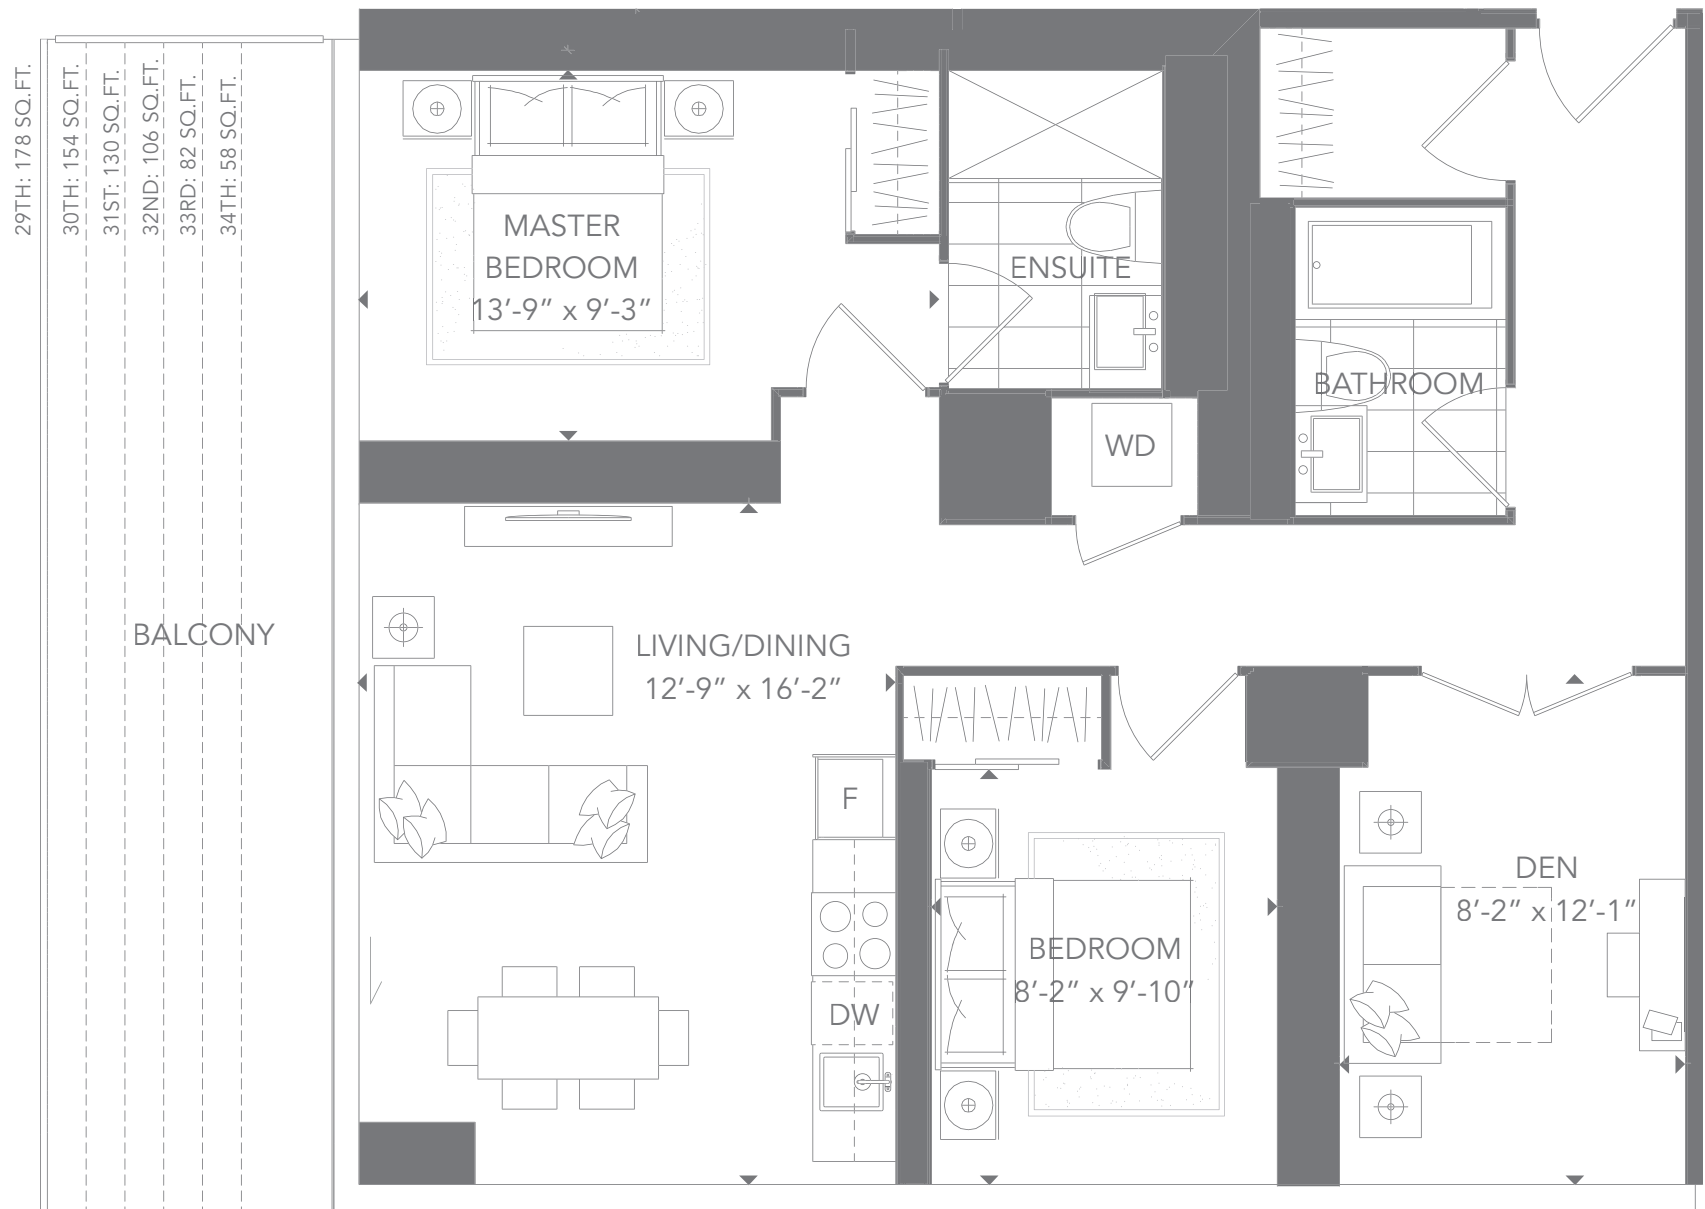 29TH: 178 SQ.FT.
30TH: 154 SQ.FT.
31ST: 130 SQ.FT.
32ND: 106 SQ.FT.
33RD: 82 SQ.FT.
34TH: 58 SQ.FT.
MASTER
BEDROOM
13'-9" x 9'-3"
ENSUITE
BATHROOM
WD
BALCONY
LIVING/DINING
12'-9" x 16'-2"
F
DEN
8'-2" x 12'-1"
BEDROOM
8'-2" x 9'-10"
DW